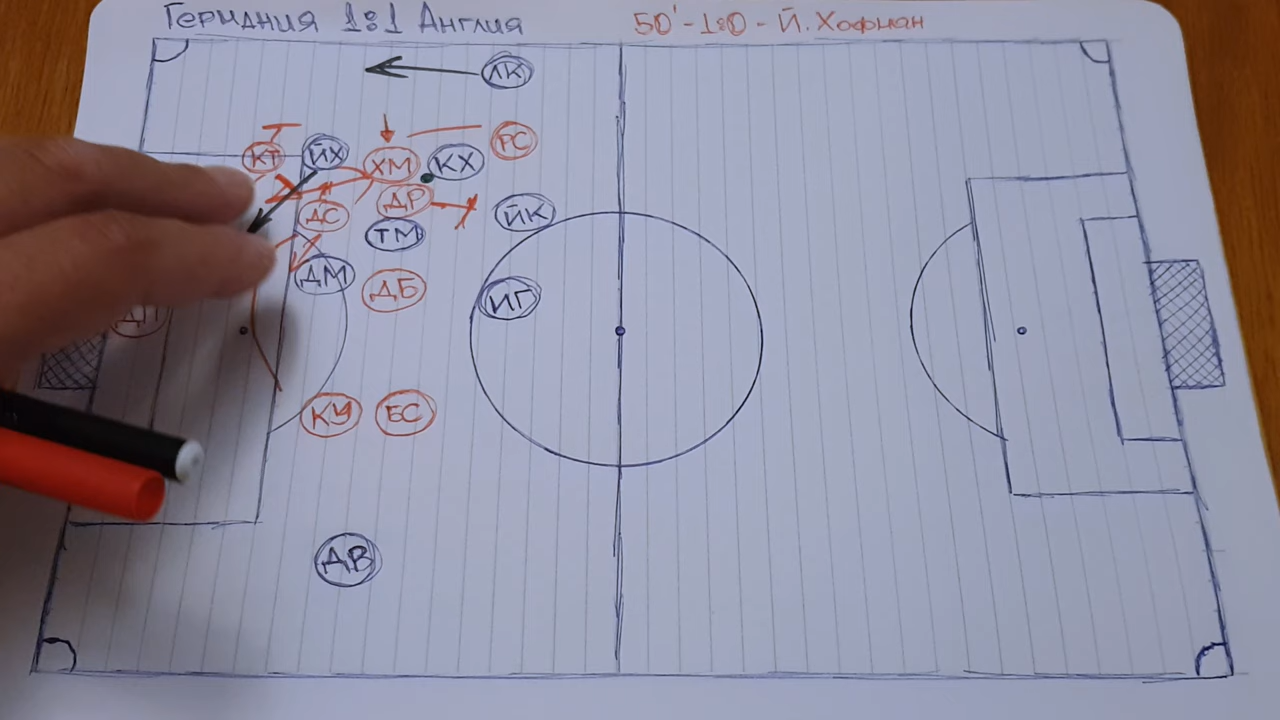 Германия 1:1 Англия
50' - 1:0 - Й. Хофман
ЛК
КТ
ЙХ
ХМ
КХ
РС
ДС
ДР
ЙК
ТМ
ДМ
ДБ
ИГ
ДП
КУ
БС
ДВ